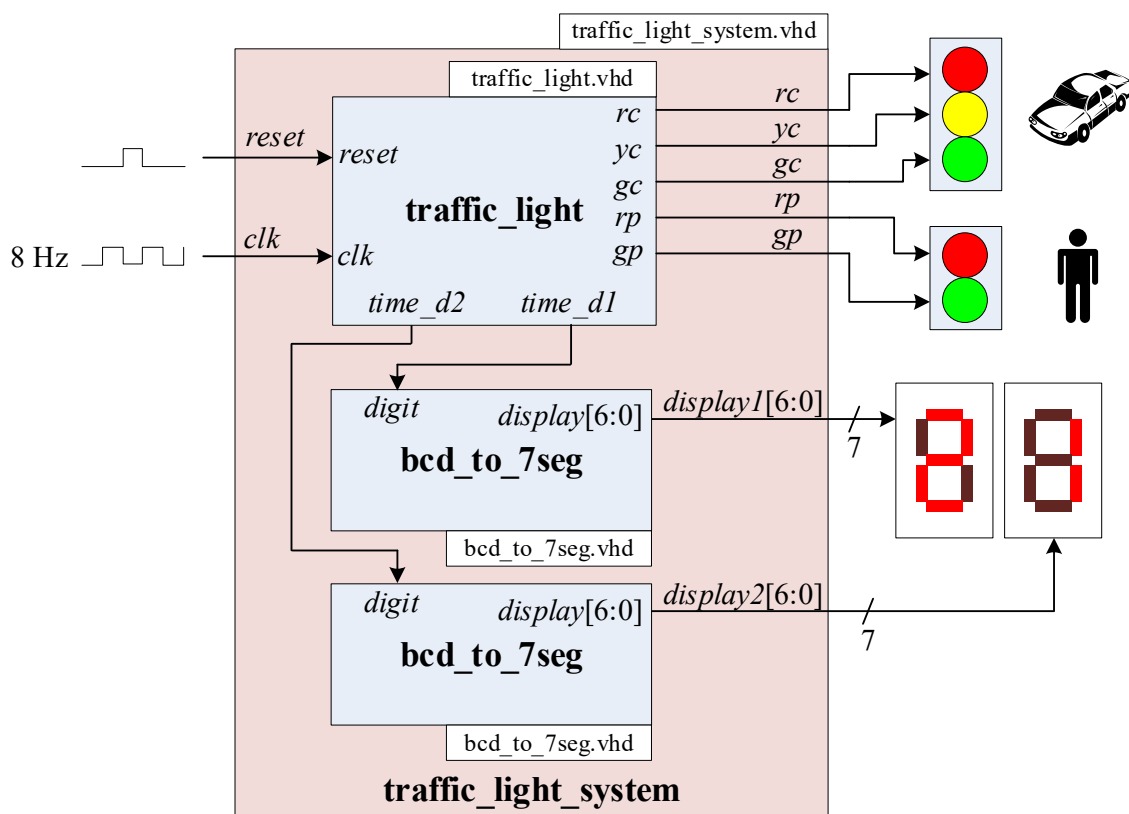 traffic_light_system.vhd
traffic_light.vhd
reset
reset
8 Hz
clk
clk
traffic_light
rc
yc
gc
rp
gp
rc
yc
gc
rp
gp
time_d2
time_d1
digit
display[6:0]
display1[6:0]
7
bcd_to_7seg
bcd_to_7seg.vhd
digit
display[6:0]
display2[6:0]
7
bcd_to_7seg
bcd_to_7seg.vhd
traffic_light_system